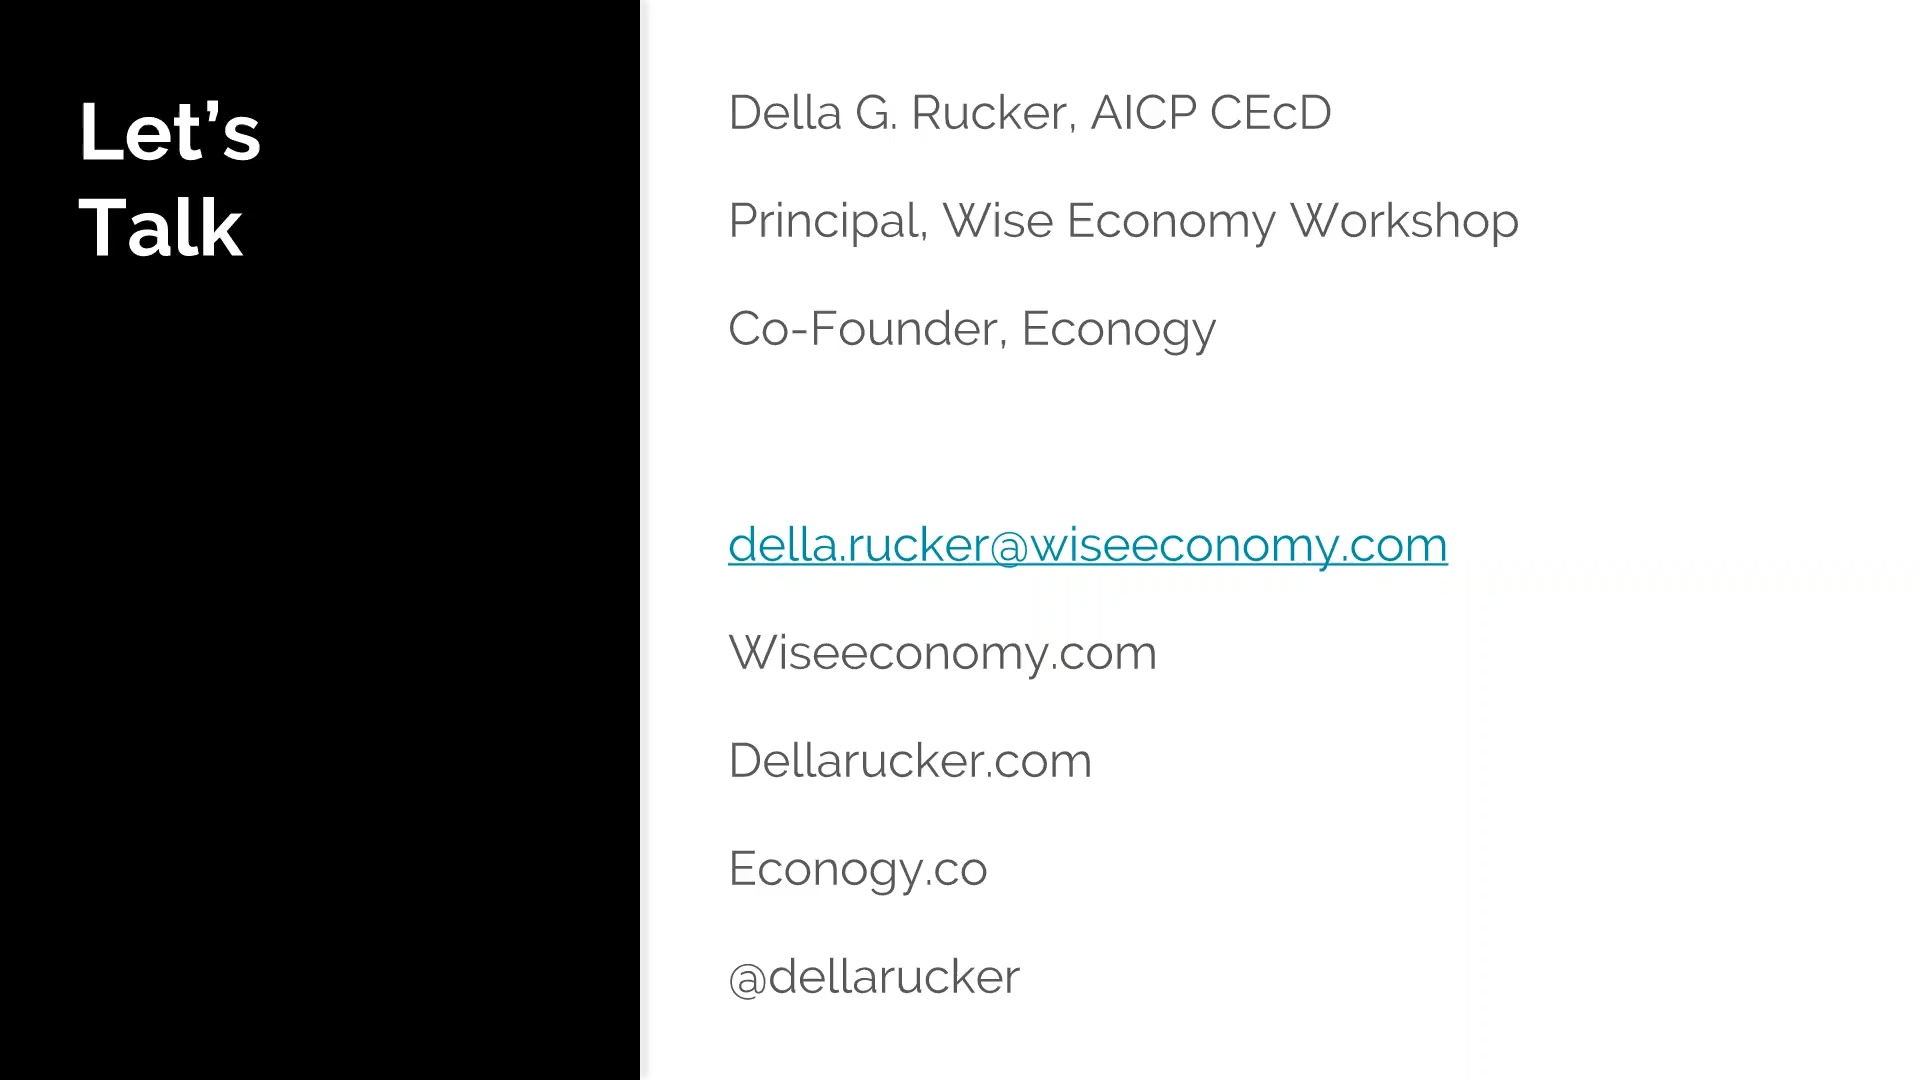 Let’s
Talk
Della G. Rucker, AICP CEcD
Principal, Wise Economy Workshop
Co-Founder, Econogy
della.rucker@wiseeconomy.com
Wiseeconomy.com
Dellarucker.com
Econogy.co
@dellarucker